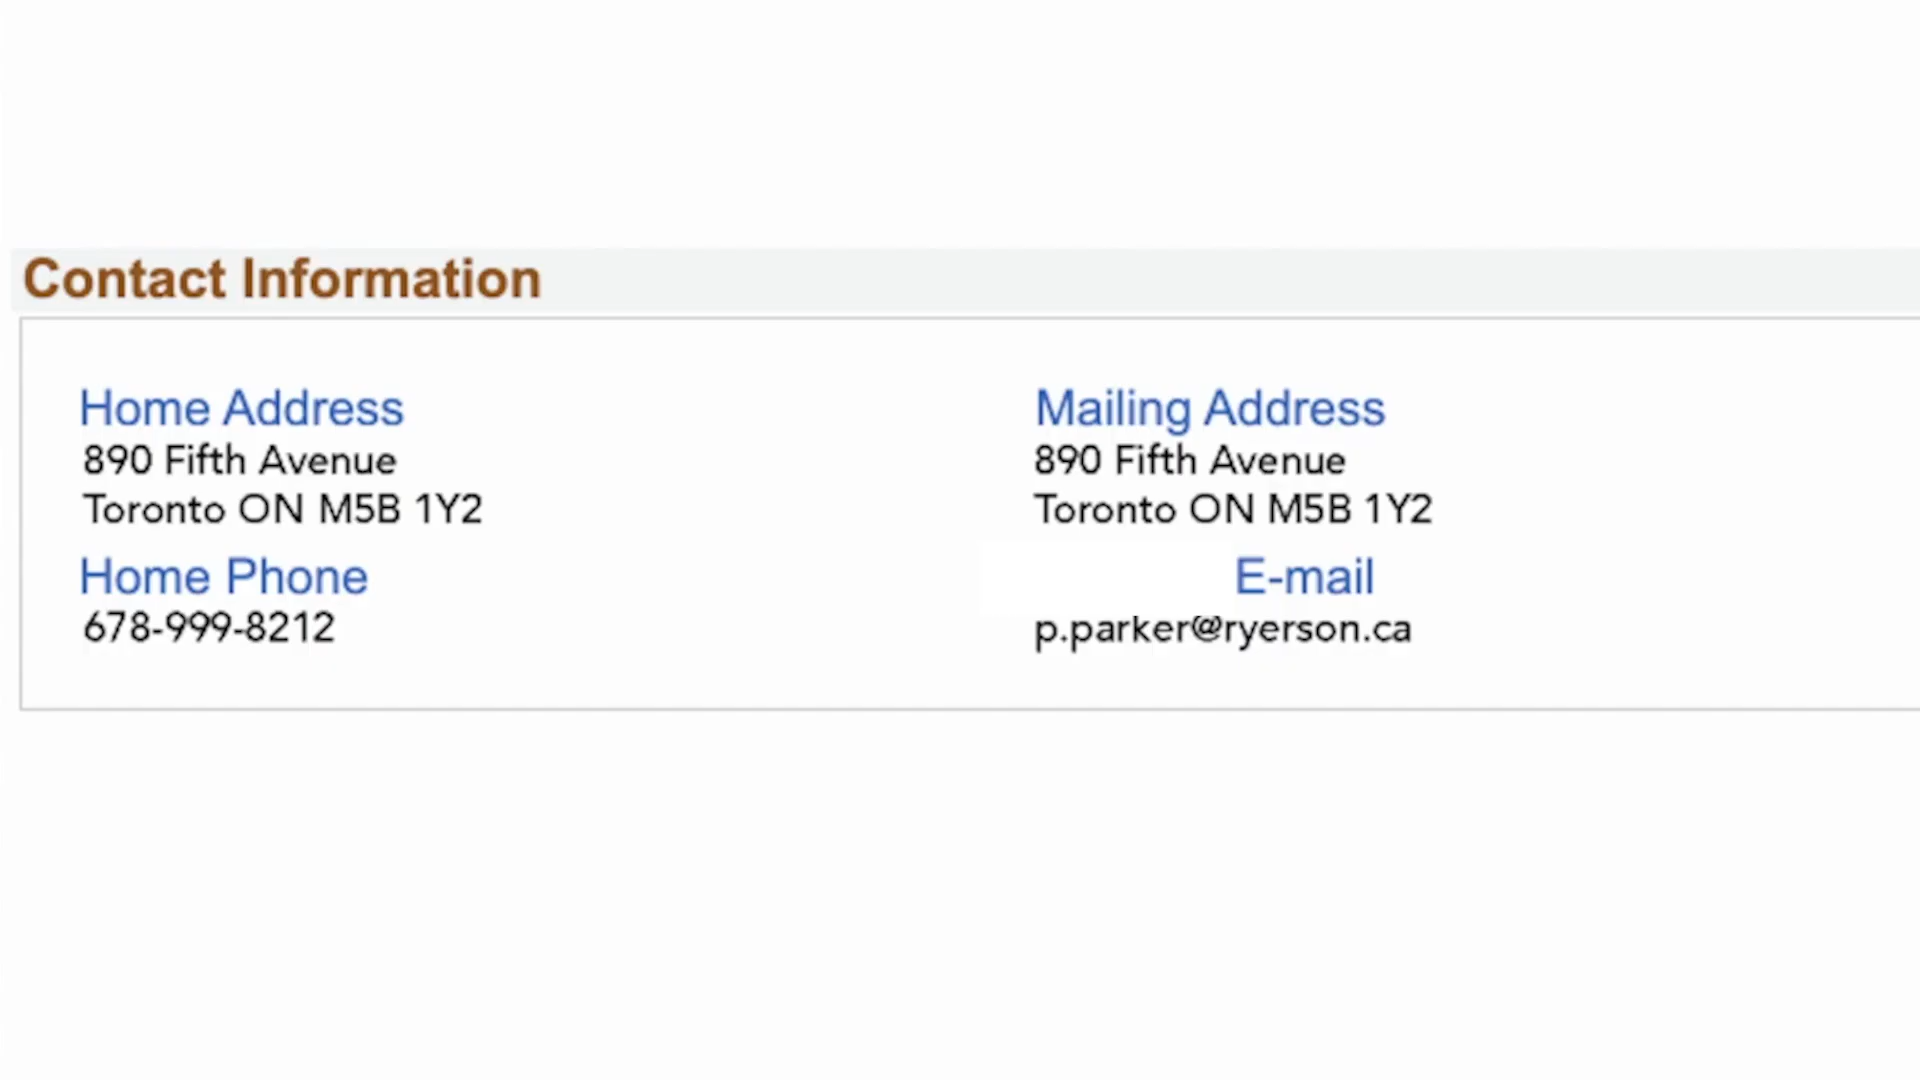 Contact Information
Home Address
890 Fifth Avenue
Toronto ON M5B 1Y2
Home Phone
678-999-8212
Mailing Address
890 Fifth Avenue
Toronto ON M5B 1Y2
E-mail
p.parker@ryerson.ca